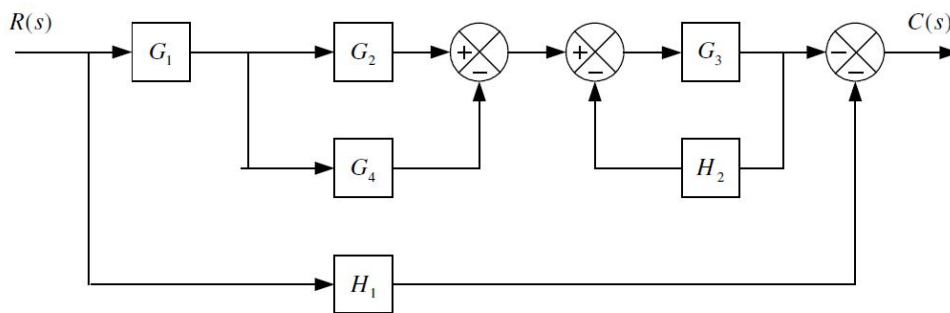 R(s)
C(s)
G₁
G₂
+
−
+
−
G₃
−
−
G₄
H₂
H₁